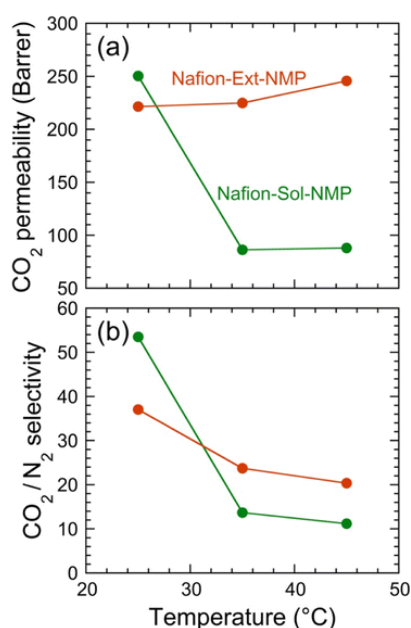 300
(a)
Nafion-Ext-NMP
250
200
Nafion-Sol-NMP
150
100
50
CO₂ permeability (Barrer)
60
(b)
50
40
30
20
10
0
CO₂ / N₂ selectivity
20
30
40
50
Temperature (°C)